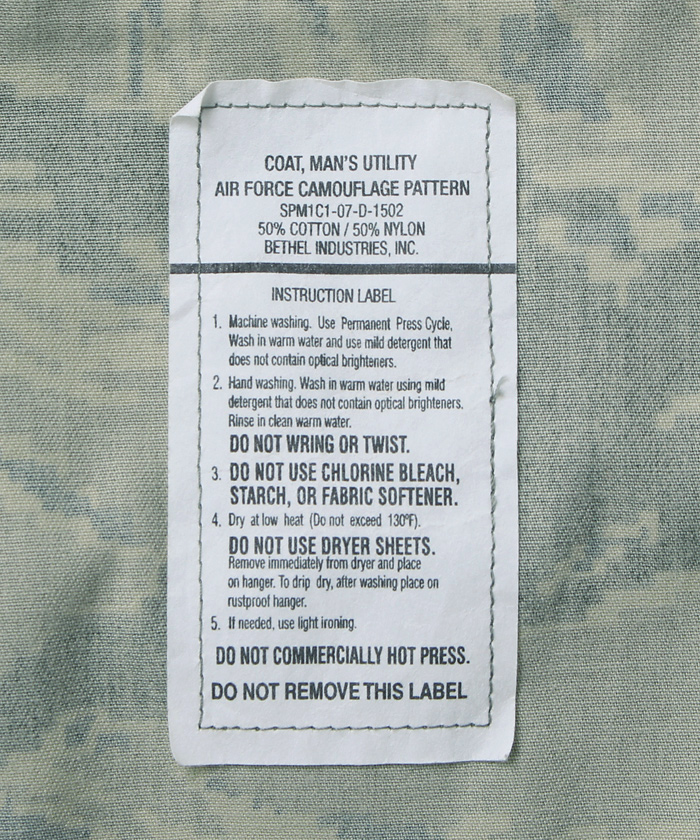 COAT, MAN'S UTILITY
AIR FORCE CAMOUFLAGE PATTERN
SPM1C1-07-D-1502
50% COTTON / 50% NYLON
BETHEL INDUSTRIES, INC.
INSTRUCTION LABEL
1. Machine washing. Use Permanent Press Cycle,
Wash in warm water and use mild detergent that
does not contain optical brighteners.
2. Hand washing. Wash in warm water using mild
detergent that does not contain optical brighteners.
Rinse in clean warm water.
DO NOT WRING OR TWIST.
3. DO NOT USE CHLORINE BLEACH,
STARCH, OR FABRIC SOFTENER.
4. Dry at low heat (Do not exceed 130°F).
DO NOT USE DRYER SHEETS.
Remove immediately from dryer and place
on hanger. To drip dry, after washing place on
rustproof hanger.
5. If needed, use light ironing.
DO NOT COMMERCIALLY HOT PRESS.
DO NOT REMOVE THIS LABEL